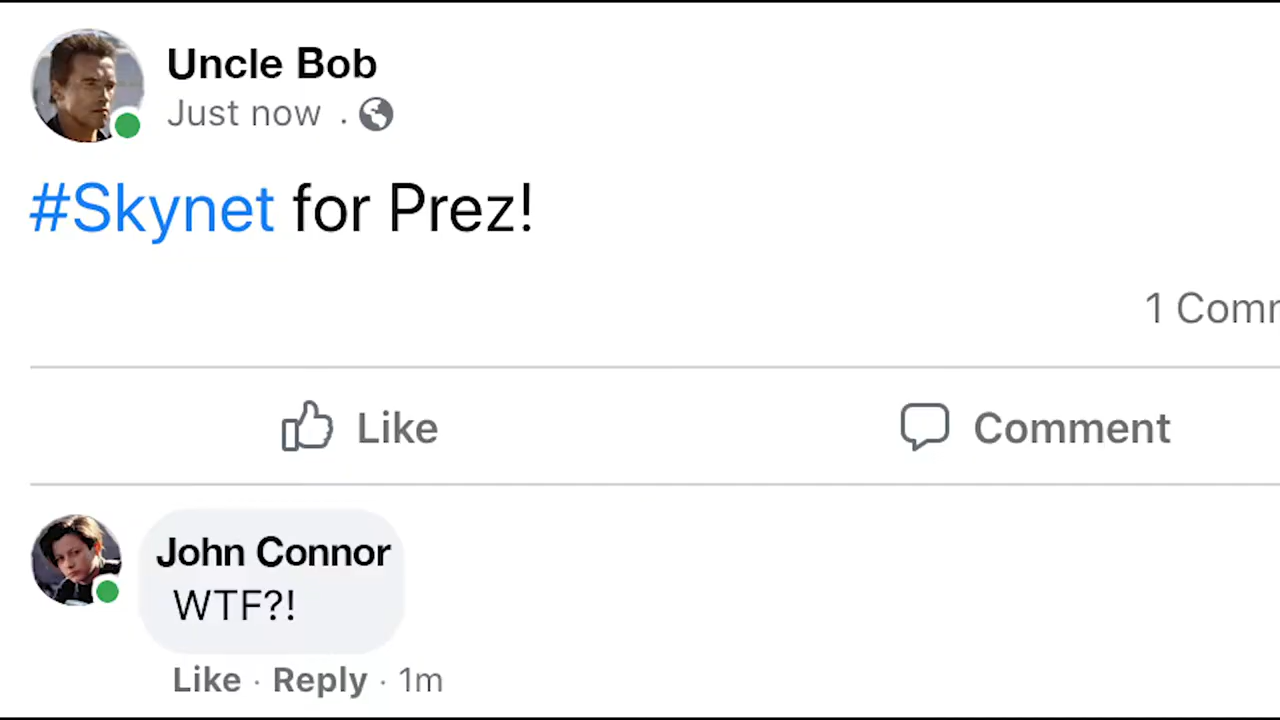 Uncle Bob
Just now .
#Skynet for Prez!
1 Comm
Like
Comment
John Connor
WTF?!
Like · Reply · 1m